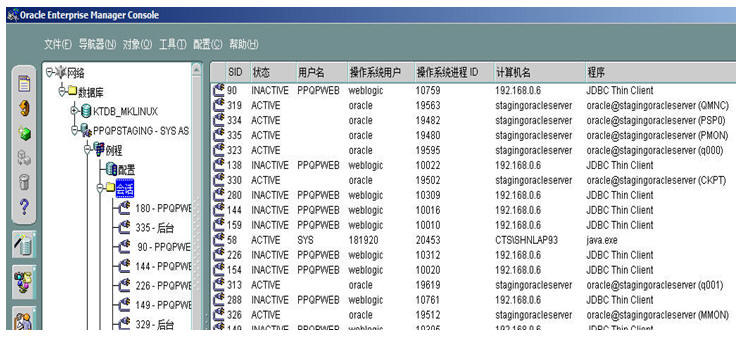 Oracle Enterprise Manager Console
文件(F) 导航器(N) 对象(O) 工具(T) 配置(C) 帮助(H)
网络
数据库
KTDB_MKLINUX
PPQPSTAGING - SYS AS
例程
配置
会话
180 - PPQPWE
335 - 后台
90 - PPQPWE
144 - PPQPWE
226 - PPQPWE
149 - PPQPWE
329 - 后台
SID 状态 用户名 操作系统用户 操作系统进程 ID 计算机名 程序
90 INACTIVE PPQPWEB weblogic 10759 192.168.0.6 JDBC Thin Client
319 ACTIVE oracle 19563 stagingoracleserver oracle@stagingoracleserver (QMNC)
334 ACTIVE oracle 19482 stagingoracleserver oracle@stagingoracleserver (PSP0)
335 ACTIVE oracle 19480 stagingoracleserver oracle@stagingoracleserver (PMON)
323 ACTIVE oracle 19595 stagingoracleserver oracle@stagingoracleserver (q000)
138 INACTIVE PPQPWEB weblogic 10022 192.168.0.6 JDBC Thin Client
330 ACTIVE oracle 19502 stagingoracleserver oracle@stagingoracleserver (CKPT)
280 INACTIVE PPQPWEB weblogic 10309 192.168.0.6 JDBC Thin Client
144 INACTIVE PPQPWEB weblogic 10016 192.168.0.6 JDBC Thin Client
159 INACTIVE PPQPWEB weblogic 10010 192.168.0.6 JDBC Thin Client
58 ACTIVE SYS 181920 20453 CTS\SHNLAP93 java.exe
226 INACTIVE PPQPWEB weblogic 10312 192.168.0.6 JDBC Thin Client
154 INACTIVE PPQPWEB weblogic 10020 192.168.0.6 JDBC Thin Client
313 ACTIVE oracle 19619 stagingoracleserver oracle@stagingoracleserver (q001)
288 INACTIVE PPQPWEB weblogic 10761 192.168.0.6 JDBC Thin Client
326 ACTIVE oracle 19512 stagingoracleserver oracle@stagingoracleserver (MMON)
149 INACTIVE PPQPWEB weblogic 10305 192.168.0.6 JDBC Thin Client